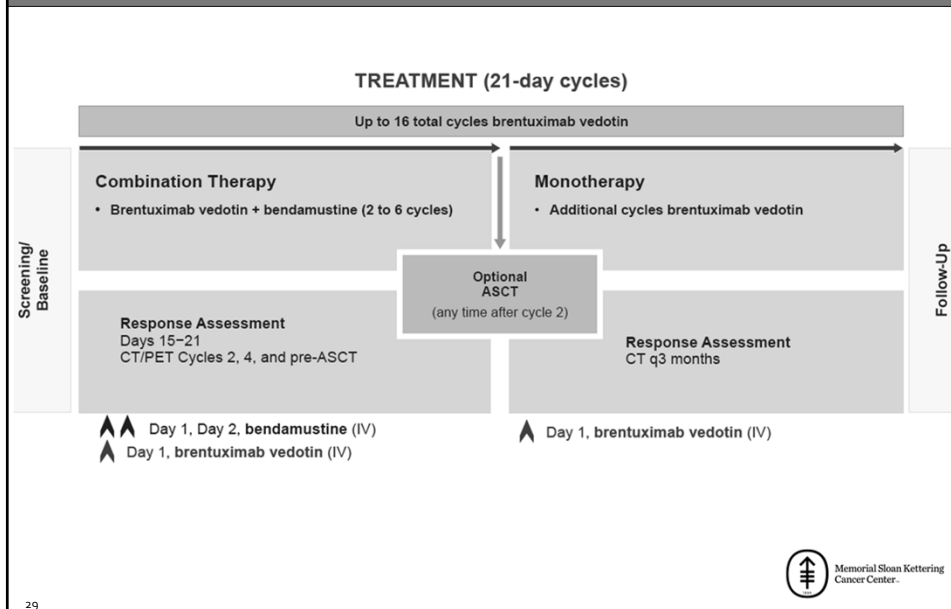 TREATMENT (21-day cycles)
Up to 16 total cycles brentuximab vedotin
Screening/
Baseline
Combination Therapy
• Brentuximab vedotin + bendamustine (2 to 6 cycles)
Monotherapy
• Additional cycles brentuximab vedotin
Optional
ASCT
(any time after cycle 2)
Response Assessment
Days 15−21
CT/PET Cycles 2, 4, and pre-ASCT
Response Assessment
CT q3 months
Follow-Up
Day 1, Day 2, bendamustine (IV)
Day 1, brentuximab vedotin (IV)
Day 1, brentuximab vedotin (IV)
Memorial Sloan Kettering
Cancer Center
29